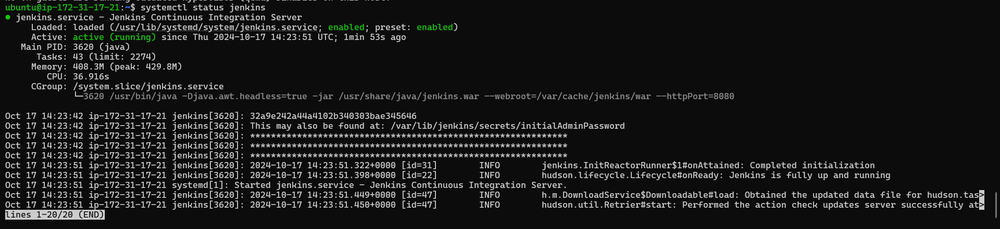 ubuntu@ip-172-31-17-21:~$ systemctl status jenkins
● jenkins.service - Jenkins Continuous Integration Server
     Loaded: loaded (/usr/lib/systemd/system/jenkins.service; enabled; preset: enabled)
     Active: active (running) since Thu 2024-10-17 14:23:51 UTC; 1min 53s ago
   Main PID: 3620 (java)
      Tasks: 43 (limit: 2274)
     Memory: 408.3M (peak: 429.8M)
        CPU: 36.916s
     CGroup: /system.slice/jenkins.service
             └─3620 /usr/bin/java -Djava.awt.headless=true -jar /usr/share/java/jenkins.war --webroot=/var/cache/jenkins/war --httpPort=8080
Oct 17 14:23:42 ip-172-31-17-21 jenkins[3620]: 32a9e242a44a4102b340303bae345646
Oct 17 14:23:42 ip-172-31-17-21 jenkins[3620]: This may also be found at: /var/lib/jenkins/secrets/initialAdminPassword
Oct 17 14:23:42 ip-172-31-17-21 jenkins[3620]: *************************************************************
Oct 17 14:23:42 ip-172-31-17-21 jenkins[3620]: *************************************************************
Oct 17 14:23:42 ip-172-31-17-21 jenkins[3620]: *************************************************************
Oct 17 14:23:51 ip-172-31-17-21 jenkins[3620]: 2024-10-17 14:23:51.322+0000 [id=31]        INFO        jenkins.InitReactorRunner$1#onAttained: Completed initialization
Oct 17 14:23:51 ip-172-31-17-21 jenkins[3620]: 2024-10-17 14:23:51.398+0000 [id=22]        INFO        hudson.lifecycle.Lifecycle#onReady: Jenkins is fully up and running
Oct 17 14:23:51 ip-172-31-17-21 systemd[1]: Started jenkins.service - Jenkins Continuous Integration Server.
Oct 17 14:23:51 ip-172-31-17-21 jenkins[3620]: 2024-10-17 14:23:51.449+0000 [id=47]        INFO        h.m.DownloadService$Downloadable#load: Obtained the updated data file for hudson.tas>
Oct 17 14:23:51 ip-172-31-17-21 jenkins[3620]: 2024-10-17 14:23:51.450+0000 [id=47]        INFO        hudson.util.Retrier#start: Performed the action check updates server successfully at>
lines 1-20/20 (END)